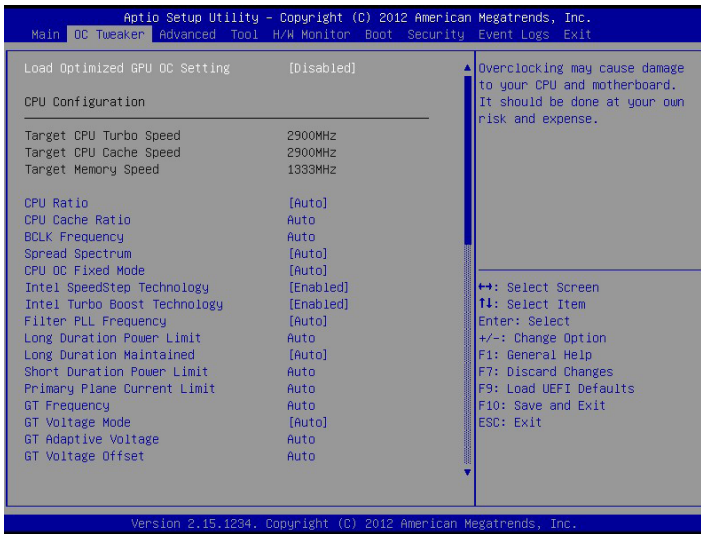 Aptio Setup Utility – Copyright (C) 2012 American Megatrends, Inc.
Main OC Tweaker Advanced Tool H/W Monitor Boot Security Event Logs Exit
Load Optimized GPU OC Setting [Disabled]
CPU Configuration
Target CPU Turbo Speed 2900MHz
Target CPU Cache Speed 2900MHz
Target Memory Speed 1333MHz
CPU Ratio [Auto]
CPU Cache Ratio Auto
BCLK Frequency Auto
Spread Spectrum [Auto]
CPU OC Fixed Mode [Auto]
Intel SpeedStep Technology [Enabled]
Intel Turbo Boost Technology [Enabled]
Filter PLL Frequency [Auto]
Long Duration Power Limit Auto
Long Duration Maintained [Auto]
Short Duration Power Limit Auto
Primary Plane Current Limit Auto
GT Frequency Auto
GT Voltage Mode [Auto]
GT Adaptive Voltage Auto
GT Voltage Offset Auto
Overclocking may cause damage
to your CPU and motherboard.
It should be done at your own
risk and expense.
↔: Select Screen
↑↓: Select Item
Enter: Select
+/-: Change Option
F1: General Help
F7: Discard Changes
F9: Load UEFI Defaults
F10: Save and Exit
ESC: Exit
Version 2.15.1234. Copyright (C) 2012 American Megatrends, Inc.